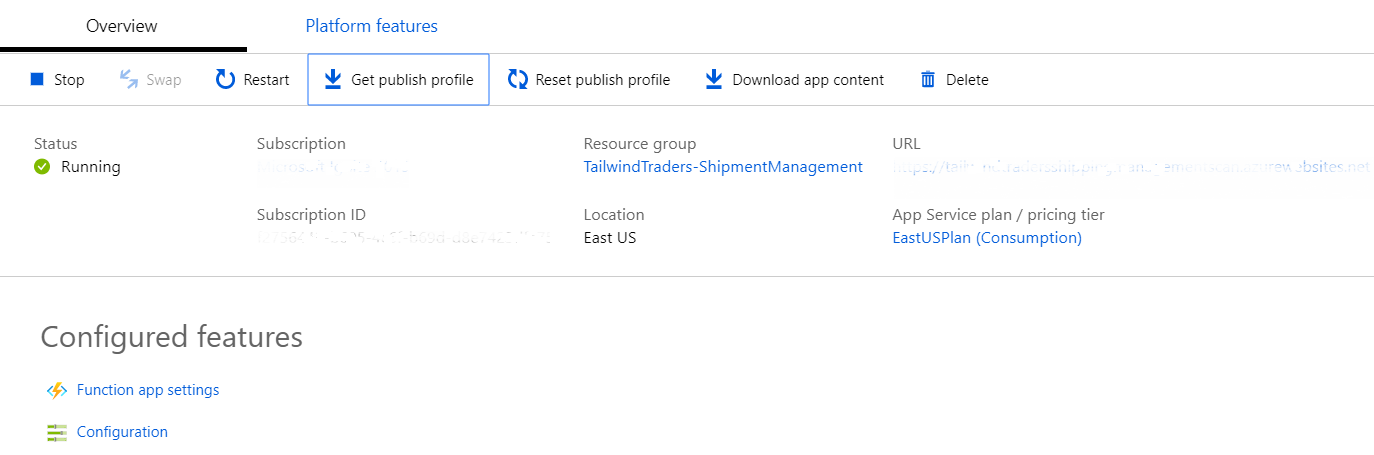 Overview Platform features
Stop Swap Restart Get publish profile Reset publish profile Download app content Delete
Status Subscription Resource group URL
Running TailwindTraders-ShipmentManagement
Subscription ID Location App Service plan / pricing tier
East US EastUSPlan (Consumption)
Configured features
Function app settings
Configuration